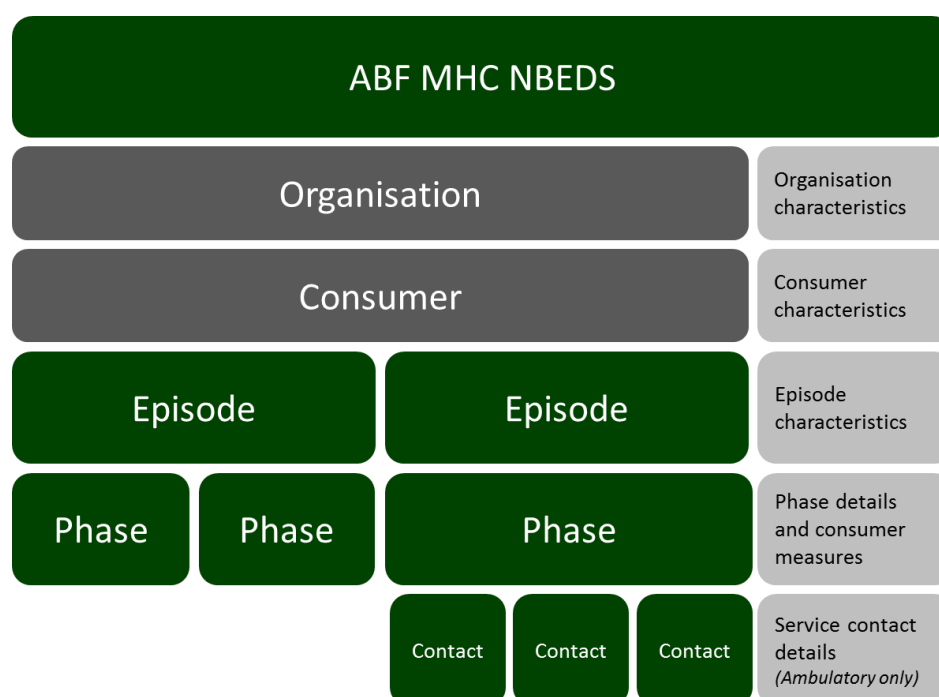 ABF MHC NBEDS
Organisation
Organisation
characteristics
Consumer
Consumer
characteristics
Episode
Episode
Episode
characteristics
Phase
Phase
Phase
Phase details
and consumer
measures
Contact
Contact
Contact
Service contact
details
(Ambulatory only)